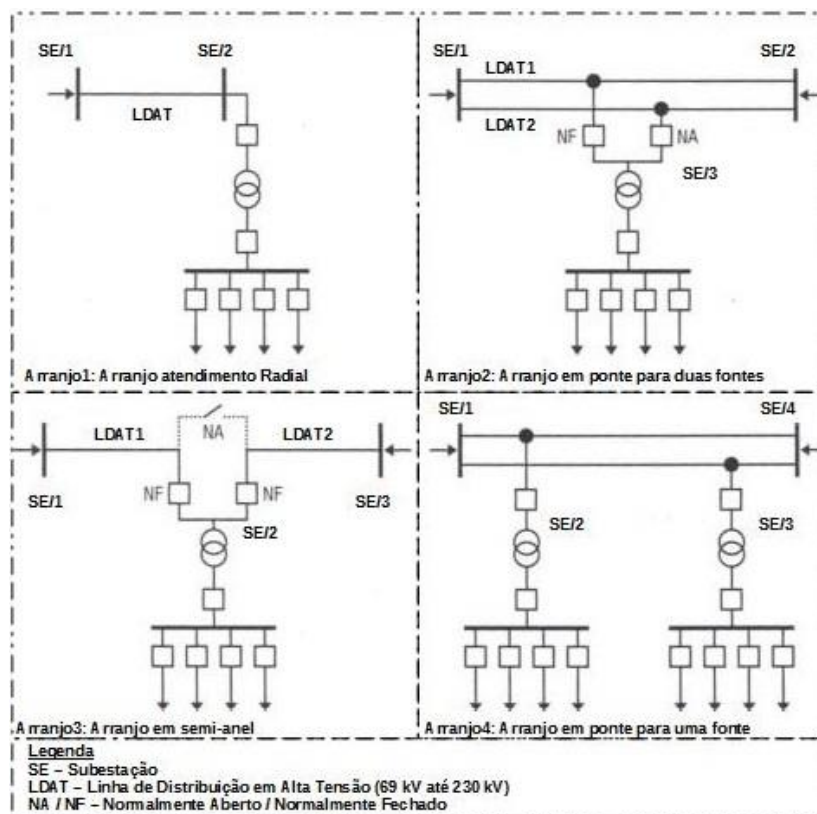 SE/1 SE/2
LDAT
Arranjo1: Arranjo atendimento Radial
SE/1 SE/2
LDAT1
LDAT2
NF NA
SE/3
Arranjo2: Arranjo em ponte para duas fontes
LDAT1 NA LDAT2
NF NF
SE/1 SE/2 SE/3
Arranjo3: Arranjo em semi-anel
SE/1 SE/4
SE/2 SE/3
Arranjo4: Arranjo em ponte para uma fonte
Legenda
SE – Subestação
LDAT – Linha de Distribuição em Alta Tensão (69 kV até 230 kV)
NA / NF – Normalmente Aberto / Normalmente Fechado